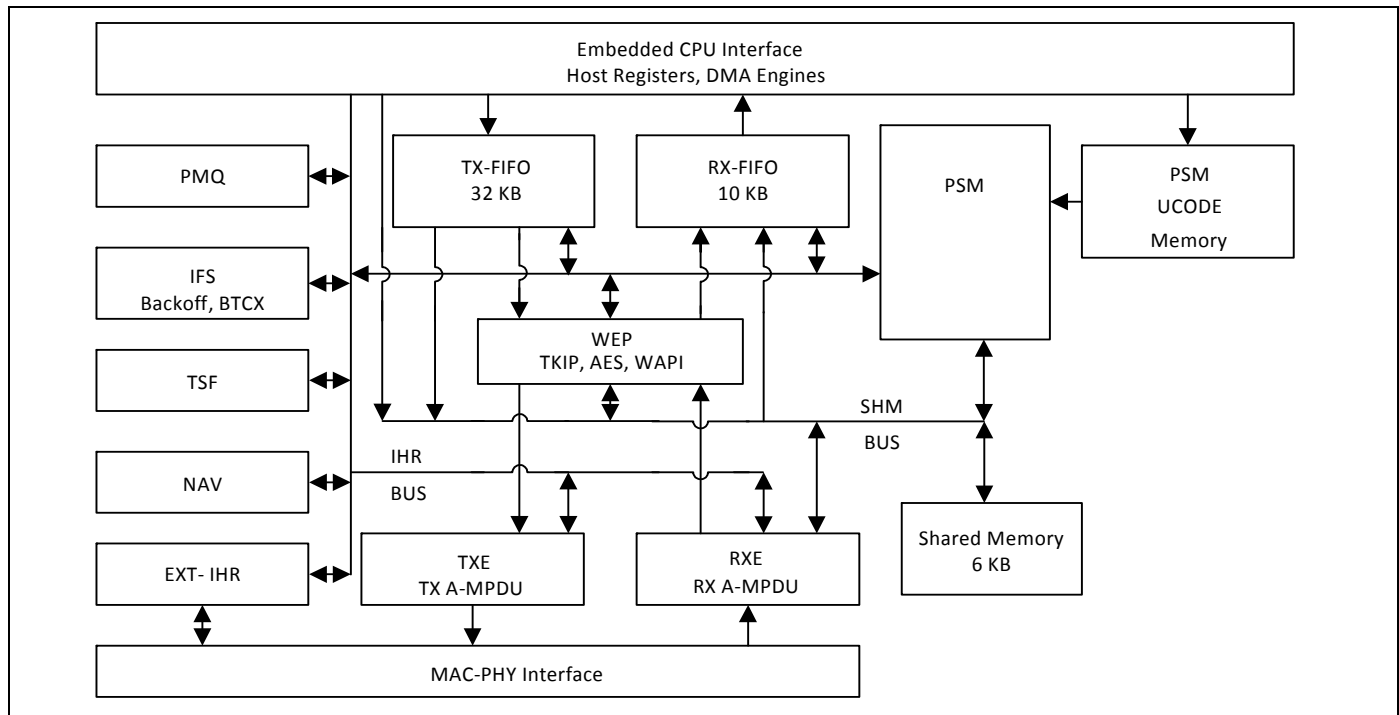 Embedded CPU Interface
Host Registers, DMA Engines
PMQ
TX-FIFO
32 KB
RX-FIFO
10 KB
PSM
PSM
UCODE
Memory
IFS
Backoff, BTCX
WEP
TKIP, AES, WAPI
TSF
SHM
BUS
IHR
BUS
NAV
Shared Memory
6 KB
EXT- IHR
TXE
TX A-MPDU
RXE
RX A-MPDU
MAC-PHY Interface